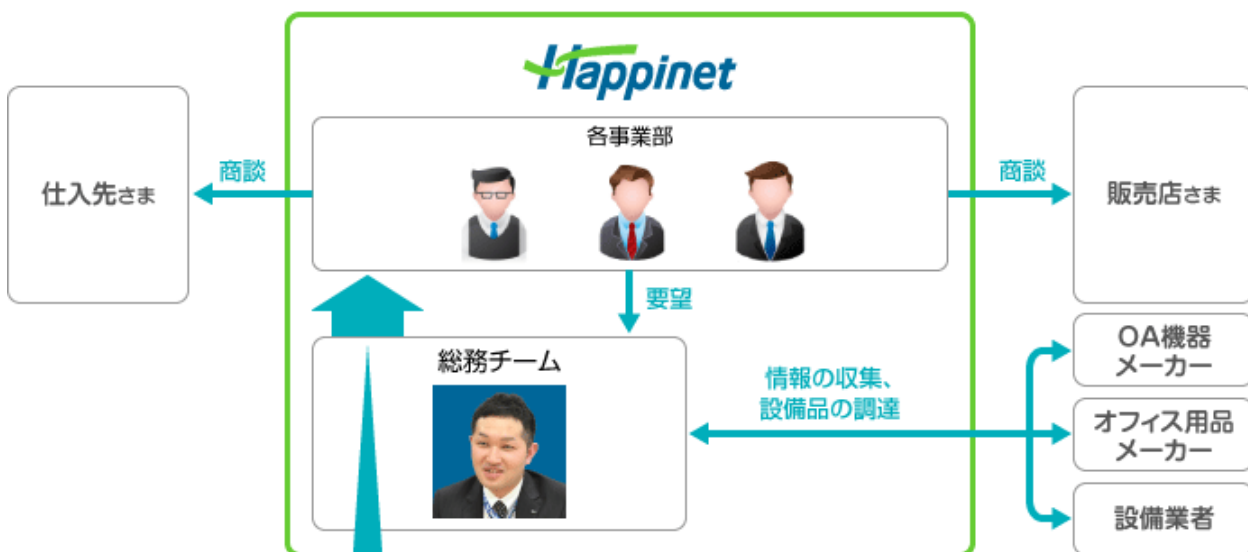 Happinet
各事業部
仕入先さま
商談
商談
販売店さま
要望
総務チーム
情報の収集、
設備品の調達
OA機器
メーカー
オフィス用品
メーカー
設備業者